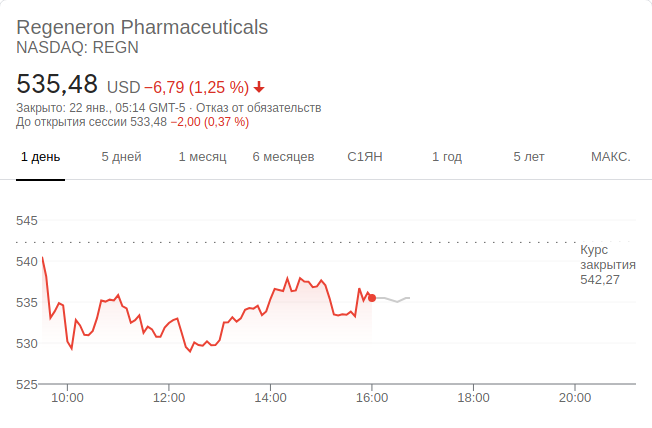 Regeneron Pharmaceuticals
NASDAQ: REGN
535,48 USD −6,79 (1,25 %)
Закрыто: 22 янв., 05:14 GMT-5 · Отказ от обязательств
До открытия сессии 533,48 −2,00 (0,37 %)
1 день 5 дней 1 месяц 6 месяцев С1ЯН 1 год 5 лет МАКС.
545
540
535
530
525
Курс
закрытия
542,27
10:00 12:00 14:00 16:00 18:00 20:00